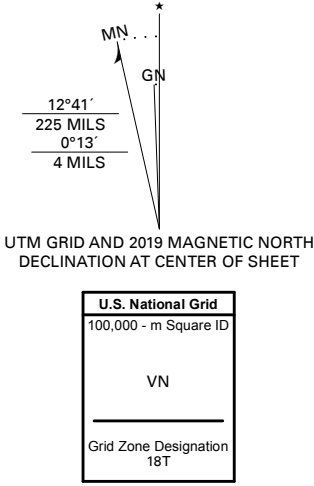 ★
MN
GN
12°41´
225 MILS
0°13´
4 MILS
UTM GRID AND 2019 MAGNETIC NORTH
DECLINATION AT CENTER OF SHEET
U.S. National Grid
100,000 - m Square ID
VN
Grid Zone Designation
18T